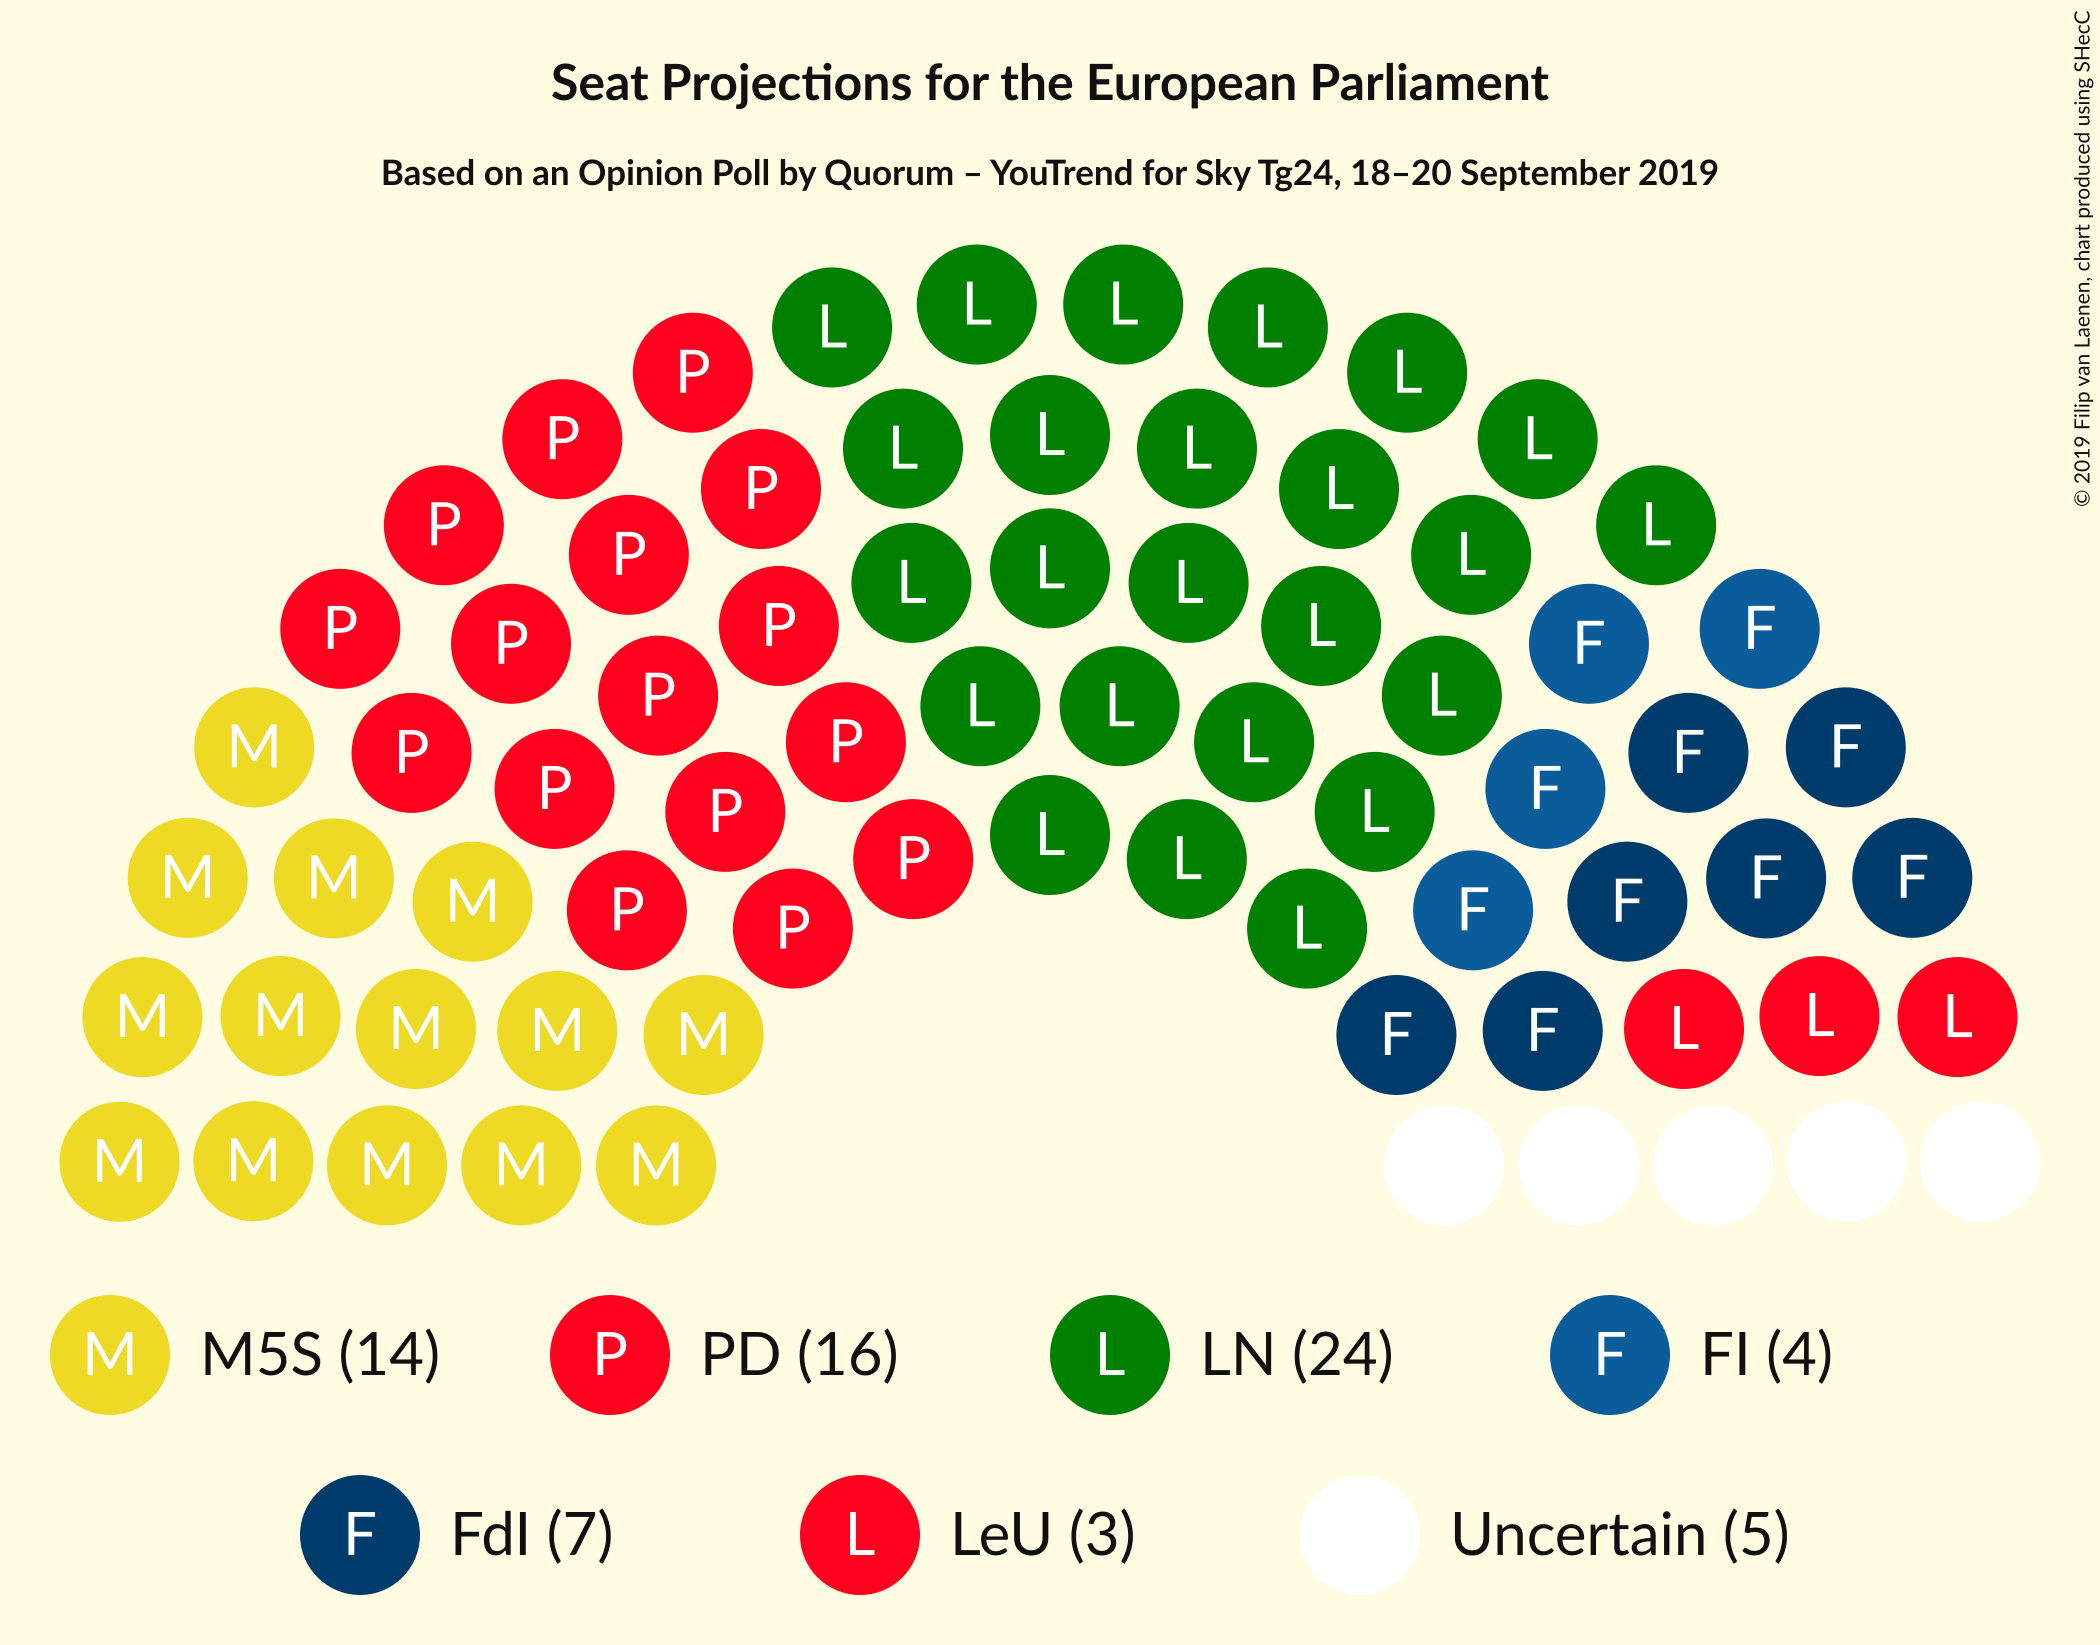 Seat Projections for the European Parliament
Based on an Opinion Poll by Quorum – YouTrend for Sky Tg24, 18–20 September 2019
© 2019 Filip van Laenen, chart produced using SHecC
L L L L
P L
P L
L L L
P L
P L
P L
L L L
P L
P L
P F
P F
P L
L L
P L
M F
P F
P F
P L
L L
P L
M M F F
M F
P F
P L
M M L L
M M F L
M F
M M M M M
M M5S (14) P PD (16) L LN (24) F FI (4)
F FdI (7) L LeU (3) Uncertain (5)